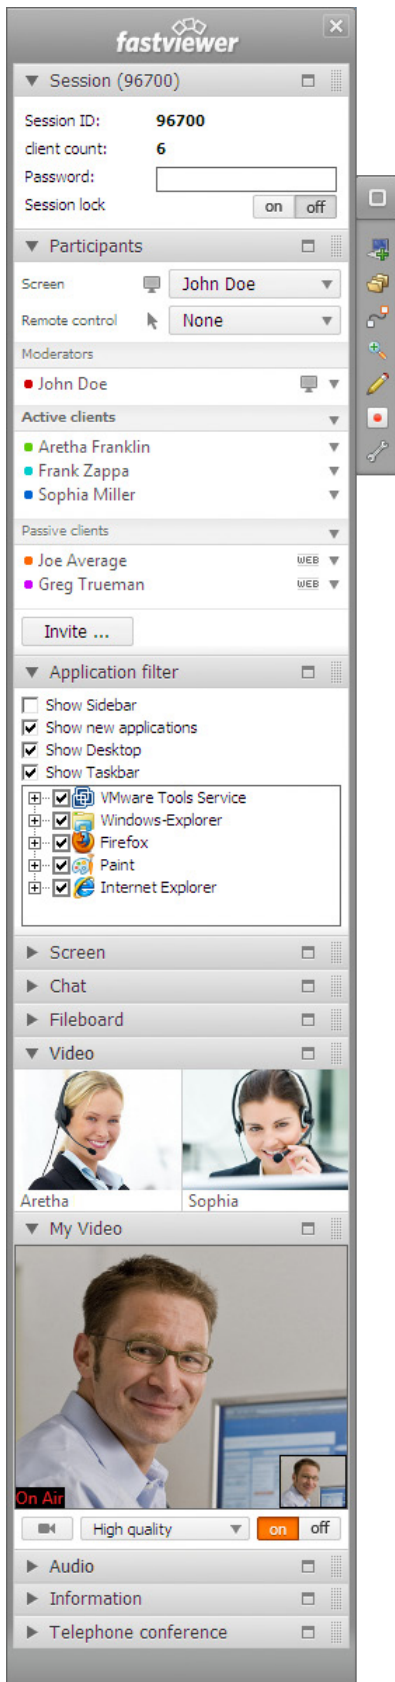 fastviewer
Session (96700)
Session ID: 96700
client count: 6
Password:
Session lock on off
Participants
Screen John Doe
Remote control None
Moderators
John Doe
Active clients
Aretha Franklin
Frank Zappa
Sophia Miller
Passive clients
Joe Average WEB
Greg Trueman WEB
Invite ...
Application filter
Show Sidebar
Show new applications
Show Desktop
Show Taskbar
VMware Tools Service
Windows-Explorer
Firefox
Paint
Internet Explorer
Screen
Chat
Fileboard
Video
Aretha Sophia
My Video
On Air
High quality on off
Audio
Information
Telephone conference